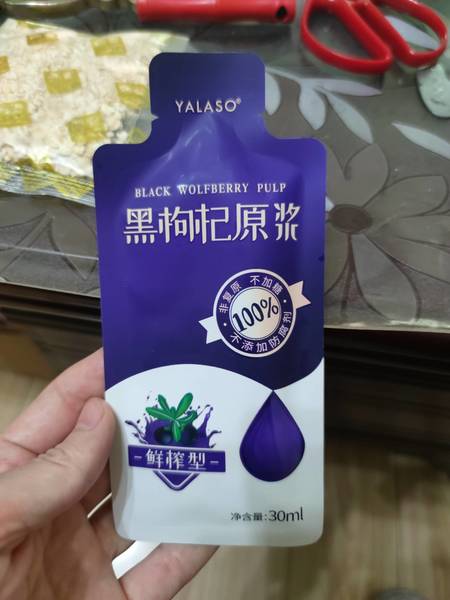 YALASO®
BLACK WOLFBERRY PULP
黑枸杞原浆
非复原 不加糖
100%
不添加防腐剂
鲜榨型
净含量:30ml